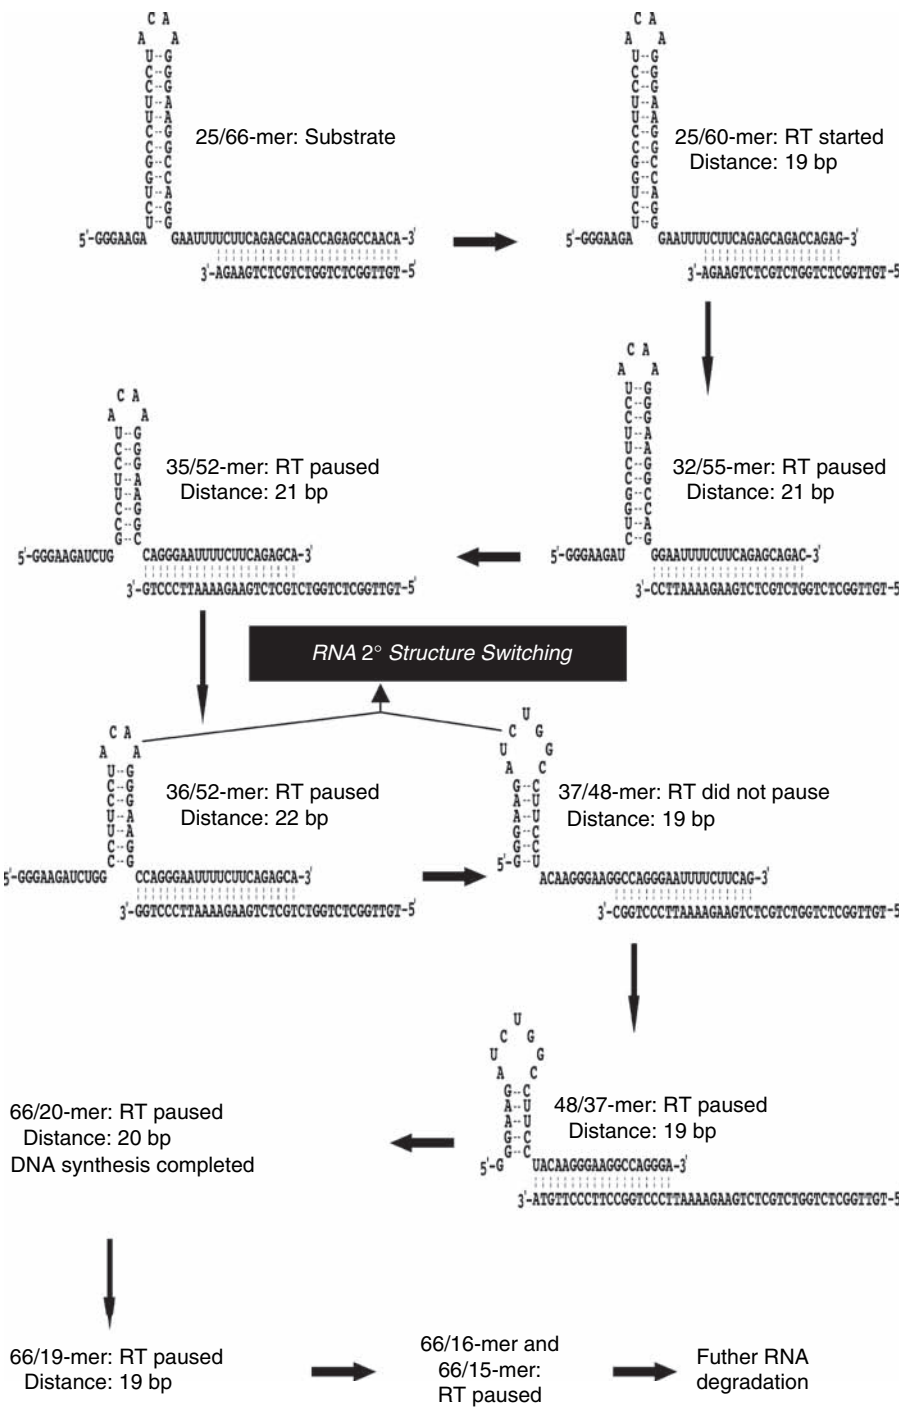 C A
A A
U--G
C--G
C--G
U--A
U--A
C--G
C--G
G--C
G--C
U--A
C--G
U--G
25/66-mer: Substrate
5'-GGGAAGA GAAUUUUCUUCAGAGCAGACCAGAGCCAACA-3'
3'-AGAAGTCTCGTCTGGTCTCGGTTGT-5'
C A
A A
U--G
C--G
C--G
U--A
U--A
C--G
C--G
G--C
G--C
U--A
C--G
U--G
25/60-mer: RT started
Distance: 19 bp
5'-GGGAAGA GAAUUUUCUUCAGAGCAGACCAGAG-3'
3'-AGAAGTCTCGTCTGGTCTCGGTTGT-5
C A
A A
U--G
C--G
C--G
U--A
U--A
C--G
C--G
G--C
G--C
U--A
C--G
32/55-mer: RT paused
Distance: 21 bp
5'-GGGAAGAU GGAAUUUUCUUCAGAGCAGAC-3'
3'-CCTTAAAAGAAGTCTCGTCTGGTCTCGGTTGT-5
C A
A A
U--G
C--G
C--G
U--A
U--A
C--G
C--G
G--C
35/52-mer: RT paused
Distance: 21 bp
5'-GGGAAGAUCUG CAGGGAAUUUUCUUCAGAGCA-3'
3'-GTCCCTTAAAAGAAGTCTCGTCTGGTCTCGGTTGT-5'
RNA 2° Structure Switching
C A
A A
U--G
C--G
C--G
U--A
U--A
C--G
C--G
36/52-mer: RT paused
Distance: 22 bp
5'-GGGAAGAUCUGG CCAGGGAAUUUUCUUCAGAGCA-3'
3'-GGTCCCTTAAAAGAAGTCTCGTCTGGTCTCGGTTGT-5'
U
C G
U G
A C
G--C
A--U
A--U
G--C
G--C
5'-G--U
37/48-mer: RT did not pause
Distance: 19 bp
ACAAGGGAAGGCCAGGGAAUUUUCUUCAG-3'
3'-CGGTCCCTTAAAAGAAGTCTCGTCTGGTCTCGGTTGT-5
U
C G
U G
A C
G--C
A--U
A--U
G--C
G--C
48/37-mer: RT paused
Distance: 19 bp
5'-G UACAAGGGAAGGCCAGGGA-3'
3'-ATGTTCCCTTCCGGTCCCTTAAAAGAAGTCTCGTCTGGTCTCGGTTGT-5
66/20-mer: RT paused
Distance: 20 bp
DNA synthesis completed
66/19-mer: RT paused
Distance: 19 bp
66/16-mer and
66/15-mer:
RT paused
Futher RNA
degradation